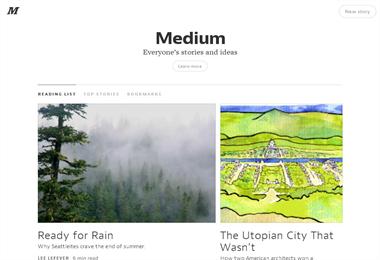 M
New story
Medium
Everyone's stories and ideas
Learn more
READING LIST TOP STORIES BOOKMARKS
Ready for Rain
Why Seattleites crave the end of summer.
LEE LEFEVER 6 min read
The Utopian City That
Wasn't
How two American architects won a